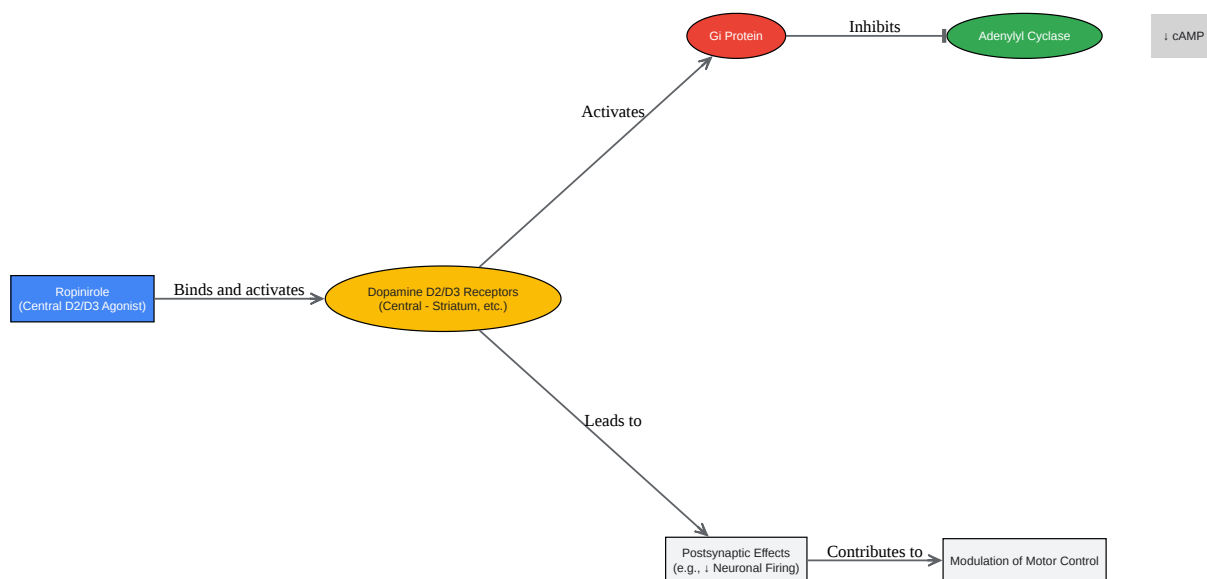 Gi Protein
Inhibits
Adenylyl Cyclase
↓ cAMP
Activates
Ropinirole
(Central D2/D3 Agonist)
Binds and activates
Dopamine D2/D3 Receptors
(Central - Striatum, etc.)
Leads to
Postsynaptic Effects
(e.g., ↓ Neuronal Firing)
Contributes to
Modulation of Motor Control